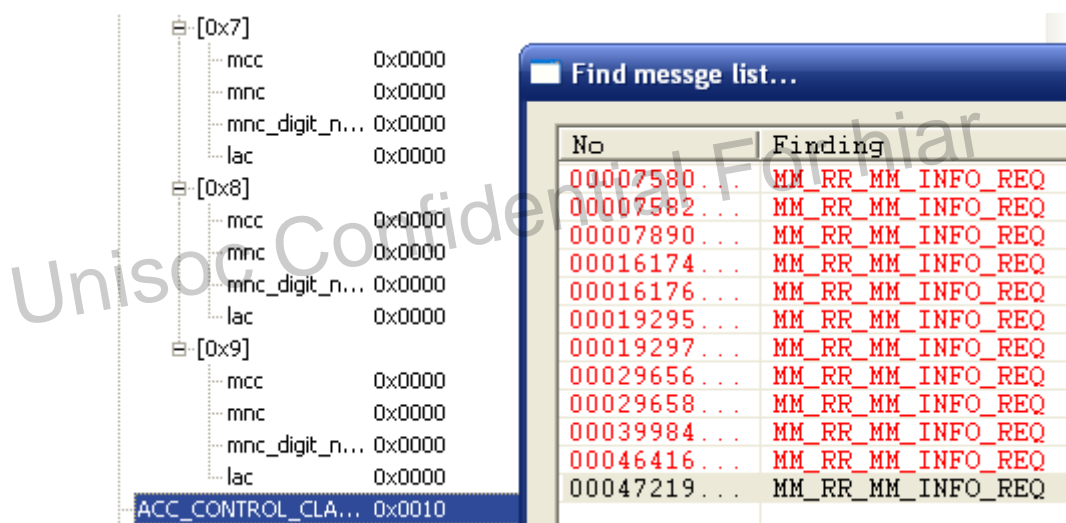 [0x7]
mcc 0x0000
mnc 0x0000
mnc_digit_n... 0x0000
lac 0x0000
[0x8]
mcc 0x0000
mnc 0x0000
mnc_digit_n... 0x0000
lac 0x0000
[0x9]
mcc 0x0000
mnc 0x0000
mnc_digit_n... 0x0000
lac 0x0000
ACC_CONTROL_CLA... 0x0010
Find messge list...
No Finding
00007580... MM_RR_MM_INFO_REQ
00007582... MM_RR_MM_INFO_REQ
00007890... MM_RR_MM_INFO_REQ
00016174... MM_RR_MM_INFO_REQ
00016176... MM_RR_MM_INFO_REQ
00019295... MM_RR_MM_INFO_REQ
00019297... MM_RR_MM_INFO_REQ
00029656... MM_RR_MM_INFO_REQ
00029658... MM_RR_MM_INFO_REQ
00039984... MM_RR_MM_INFO_REQ
00046416... MM_RR_MM_INFO_REQ
00047219... MM_RR_MM_INFO_REQ
Unisoc Confidential For hiar